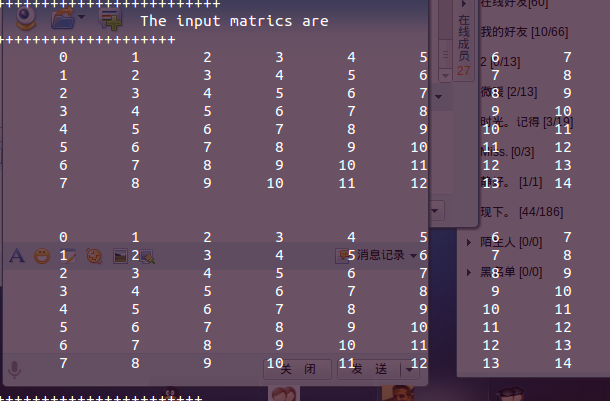 ++++++++++++++++++++++++
The input matrics are
++++++++++++++++++++
0 1 2 3 4 5 6 7
1 2 3 4 5 6 7 8
2 3 4 5 6 7 8 9
3 4 5 6 7 8 9 10
4 5 6 7 8 9 10 11
5 6 7 8 9 10 11 12
6 7 8 9 10 11 12 13
7 8 9 10 11 12 13 14
0 1 2 3 4 5 6 7
1 2 3 4 5 6 7 8
2 3 4 5 6 7 8 9
3 4 5 6 7 8 9 10
4 5 6 7 8 9 10 11
5 6 7 8 9 10 11 12
6 7 8 9 10 11 12 13
7 8 9 10 11 12 13 14
+++++++++++++++++++++++
在线成员
27
在线好友[60]
我的好友 [10/66]
2 [0/13]
[2/13]
时光。记得 [3/19]
Miss. [0/3]
[1/1]
现下。 [44/186]
陌生人 [0/0]
黑名单 [0/0]
消息记录
关 闭
发 送